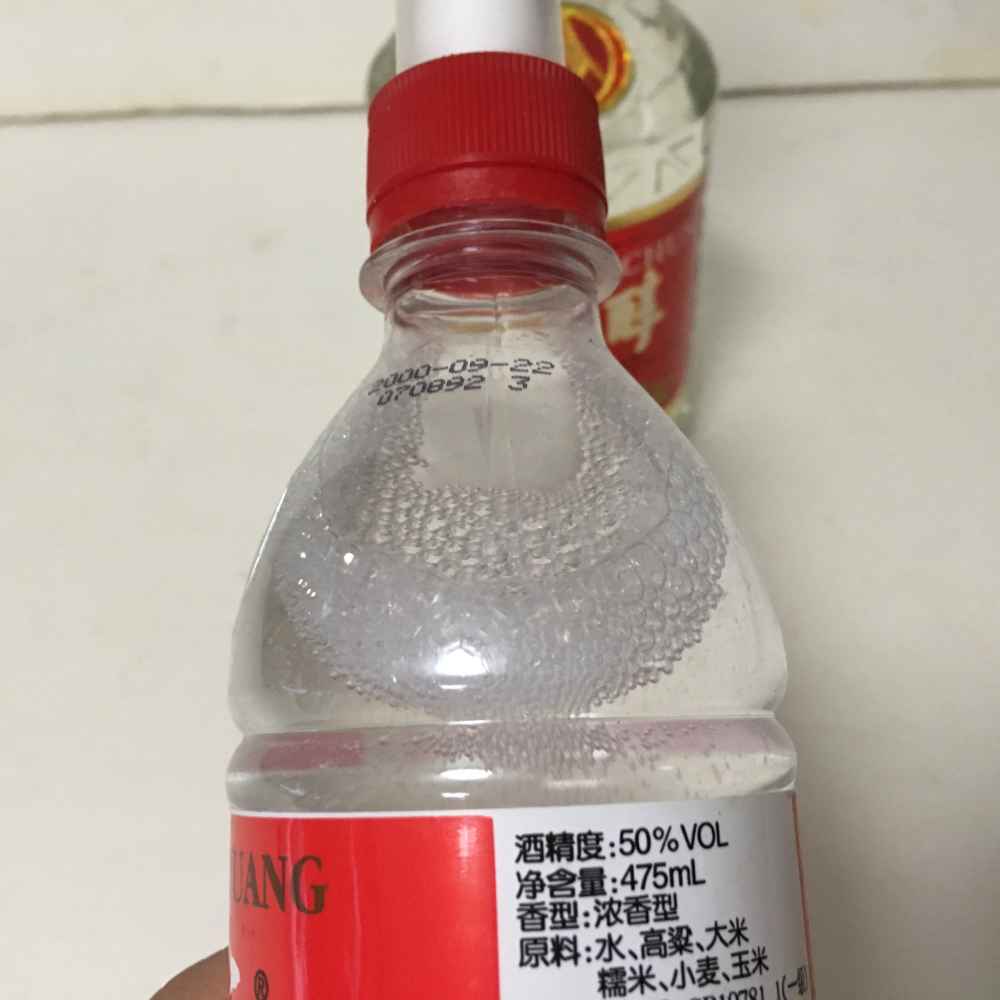 2000-09-22
070892 3
酒精度:50%VOL
净含量:475mL
香型:浓香型
原料:水、高粱、大米
糯米、小麦、玉米
UANG
®